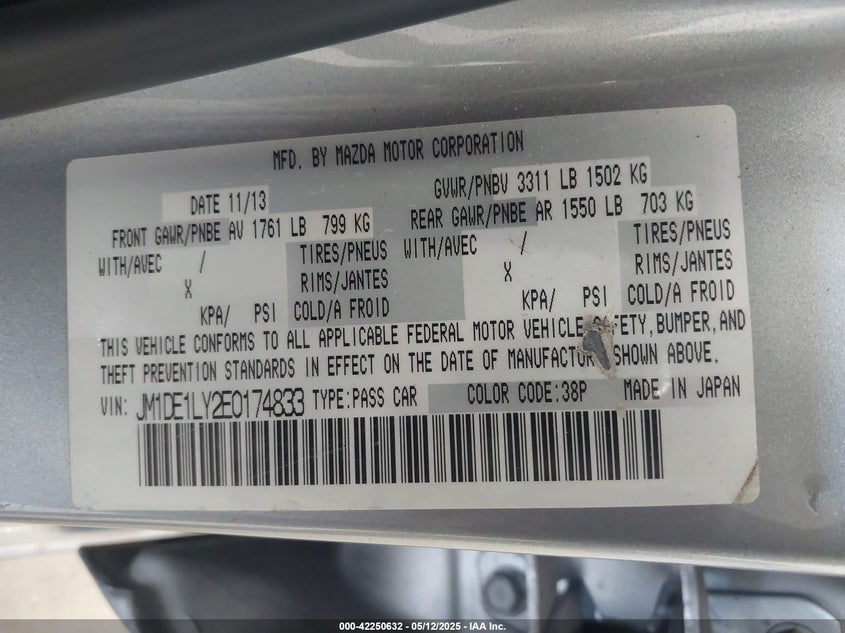 MFD. BY MAZDA MOTOR CORPORATION
DATE 11/13 GVWR/PNBV 3311 LB 1502 KG
FRONT GAWR/PNBE AV 1761 LB 799 KG REAR GAWR/PNBE AR 1550 LB 703 KG
WITH/AVEC / TIRES/PNEUS WITH/AVEC / TIRES/PNEUS
X RIMS/JANTES X RIMS/JANTES
KPA/ PSI COLD/A FROID KPA/ PSI COLD/A FROID
THIS VEHICLE CONFORMS TO ALL APPLICABLE FEDERAL MOTOR VEHICLE BUMPER, AND
THEFT PREVENTION STANDARDS IN EFFECT ON THE DATE OF SHOWN ABOVE.
VIN: JM1DE1LY2E0174833 TYPE:PASS CAR COLOR CODE:38P MADE IN JAPAN
000-42250632 - 05/12/2025 - IAA Inc.